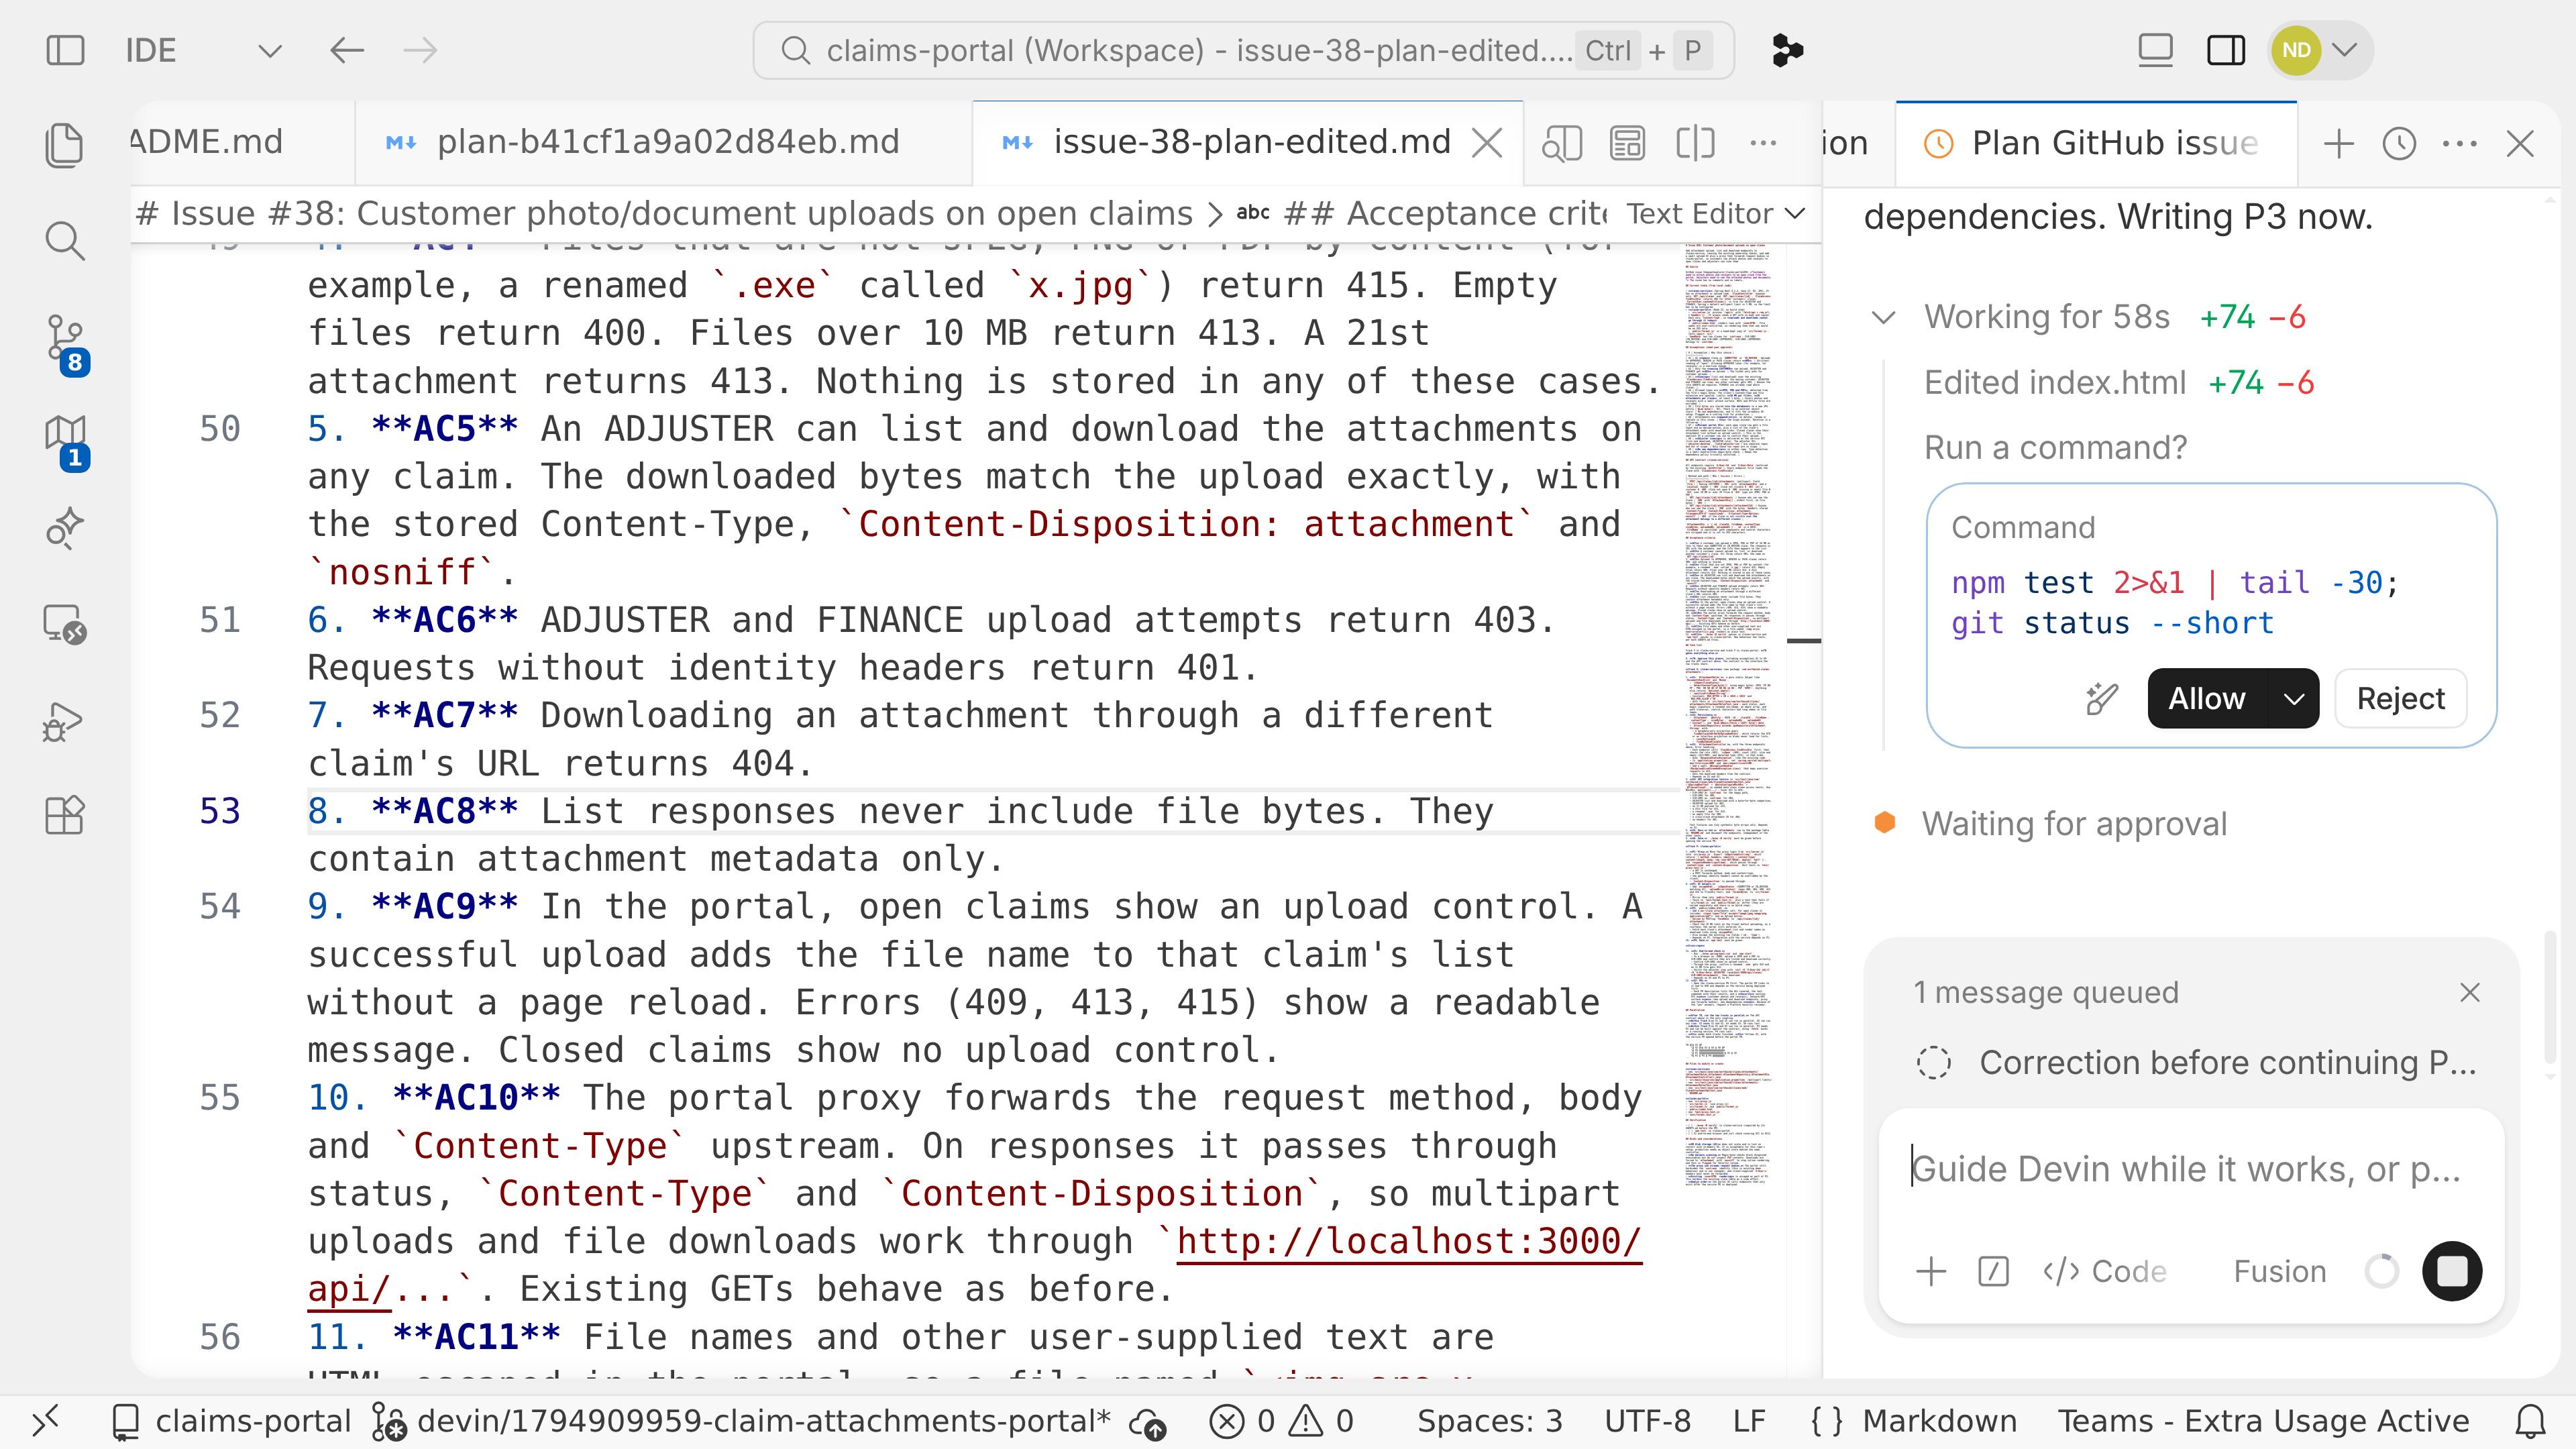 IDE
claims-portal (Workspace) - issue-38-plan-edited.... Ctrl + P
ND
ADME.md
plan-b41cf1a9a02d84eb.md
issue-38-plan-edited.md
ion
Plan GitHub issue
# Issue #38: Customer photo/document uploads on open claims > abc ## Acceptance crite
Text Editor
example, a renamed `.exe` called `x.jpg`) return 415. Empty
files return 400. Files over 10 MB return 413. A 21st
attachment returns 413. Nothing is stored in any of these cases.
50 5. **AC5** An ADJUSTER can list and download the attachments on
any claim. The downloaded bytes match the upload exactly, with
the stored Content-Type, `Content-Disposition: attachment` and
`nosniff`.
51 6. **AC6** ADJUSTER and FINANCE upload attempts return 403.
Requests without identity headers return 401.
52 7. **AC7** Downloading an attachment through a different
claim's URL returns 404.
53 8. **AC8** List responses never include file bytes. They
contain attachment metadata only.
54 9. **AC9** In the portal, open claims show an upload control. A
successful upload adds the file name to that claim's list
without a page reload. Errors (409, 413, 415) show a readable
message. Closed claims show no upload control.
55 10. **AC10** The portal proxy forwards the request method, body
and `Content-Type` upstream. On responses it passes through
status, `Content-Type` and `Content-Disposition`, so multipart
uploads and file downloads work through `http://localhost:3000/
api/...`. Existing GETs behave as before.
56 11. **AC11** File names and other user-supplied text are
dependencies. Writing P3 now.
Working for 58s +74 −6
Edited index.html +74 −6
Run a command?
Command
npm test 2>&1 | tail -30;
git status --short
Allow
Reject
Waiting for approval
1 message queued
Correction before continuing P...
Guide Devin while it works, or p...
Code
Fusion
8
1
claims-portal
devin/1794909959-claim-attachments-portal*
0
0
Spaces: 3
UTF-8
LF
{ } Markdown
Teams - Extra Usage Active